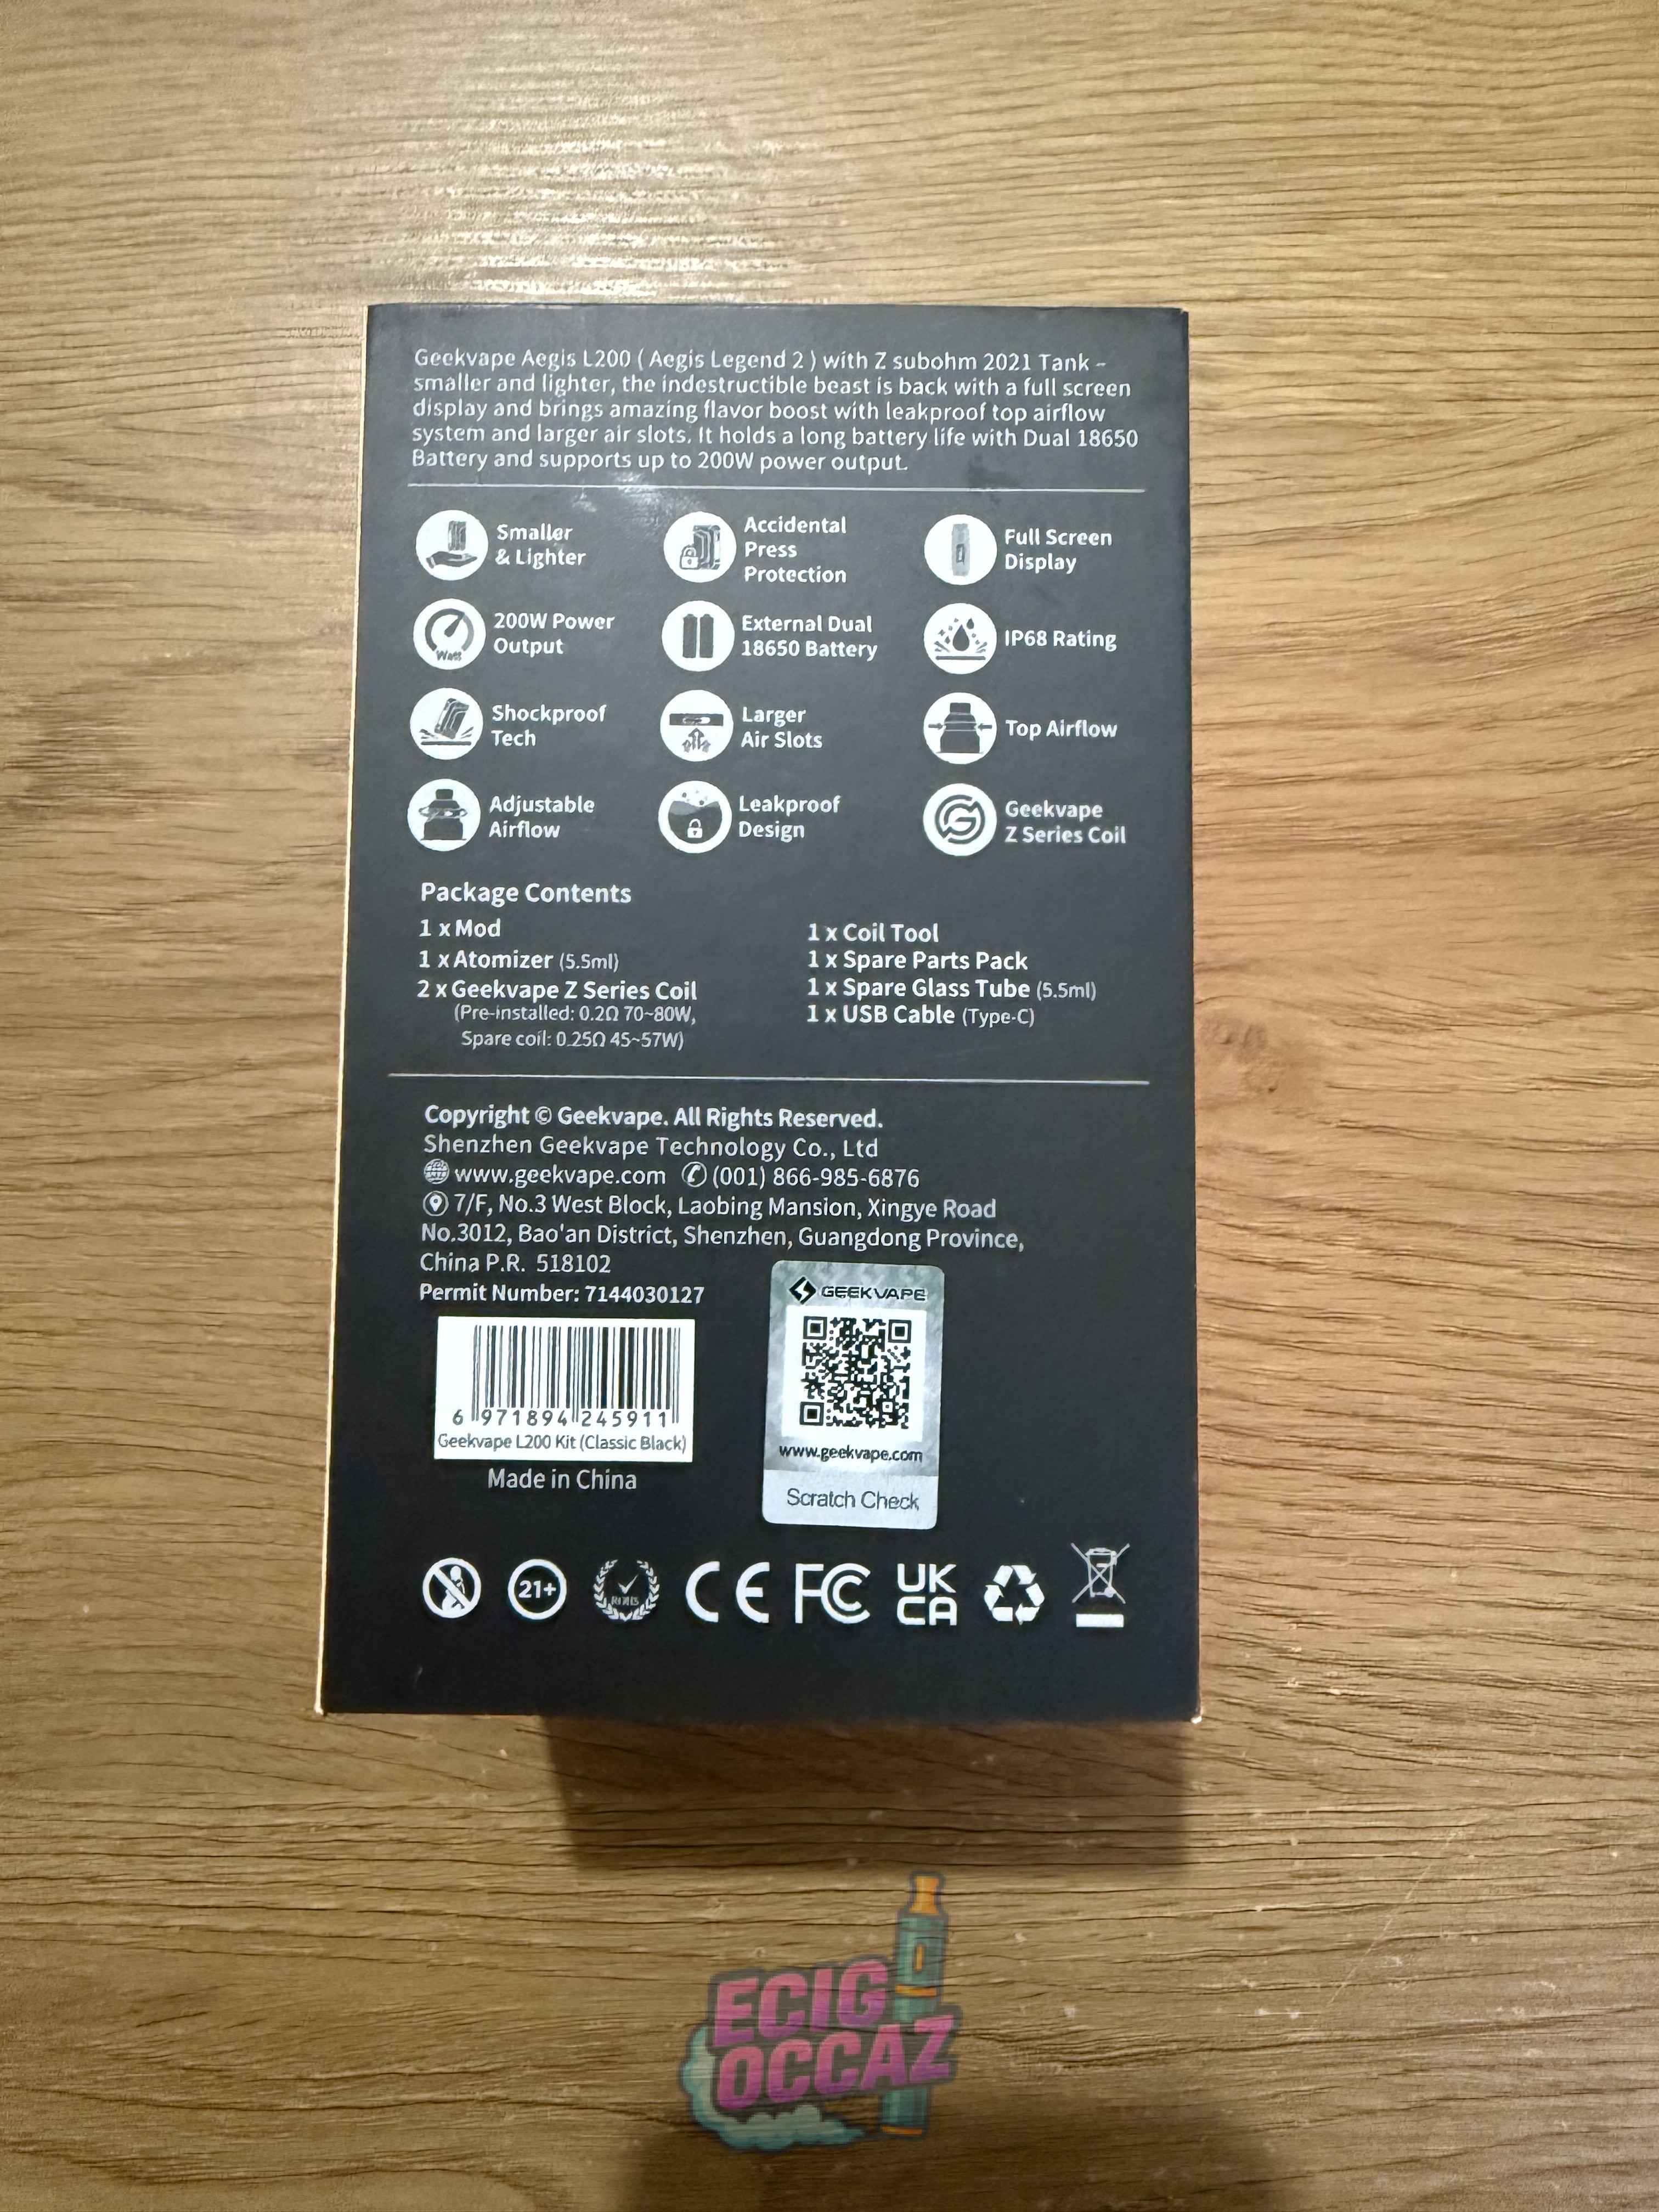 Geekvape Aegis L200 ( Aegis Legend 2 ) with Z subohm 2021 Tank –
smaller and lighter, the indestructible beast is back with a full screen
display and brings amazing flavor boost with leakproof top airflow
system and larger air slots. It holds a long battery life with Dual 18650
Battery and supports up to 200W power output.
Smaller
& Lighter
Accidental
Press
Protection
Full Screen
Display
Watt
200W Power
Output
External Dual
18650 Battery
IP68 Rating
Shockproof
Tech
Larger
Air Slots
Top Airflow
Adjustable
Airflow
Leakproof
Design
Geekvape
Z Series Coil
Package Contents
1 x Mod
1 x Atomizer (5.5ml)
2 x Geekvape Z Series Coil
(Pre-installed: 0.2Ω 70~80W,
Spare coil: 0.25Ω 45~57W)
1 x Coil Tool
1 x Spare Parts Pack
1 x Spare Glass Tube (5.5ml)
1 x USB Cable (Type-C)
Copyright © Geekvape. All Rights Reserved.
Shenzhen Geekvape Technology Co., Ltd
www.geekvape.com (001) 866-985-6876
7/F, No.3 West Block, Laobing Mansion, Xingye Road
No.3012, Bao'an District, Shenzhen, Guangdong Province,
China P.R. 518102
Permit Number: 7144030127
6 971894 245911
Geekvape L200 Kit (Classic Black)
Made in China
GEEKVAPE
www.geekvape.com
Scratch Check
21+
CE
FC
UK
CA
ECIG
OCCAZ